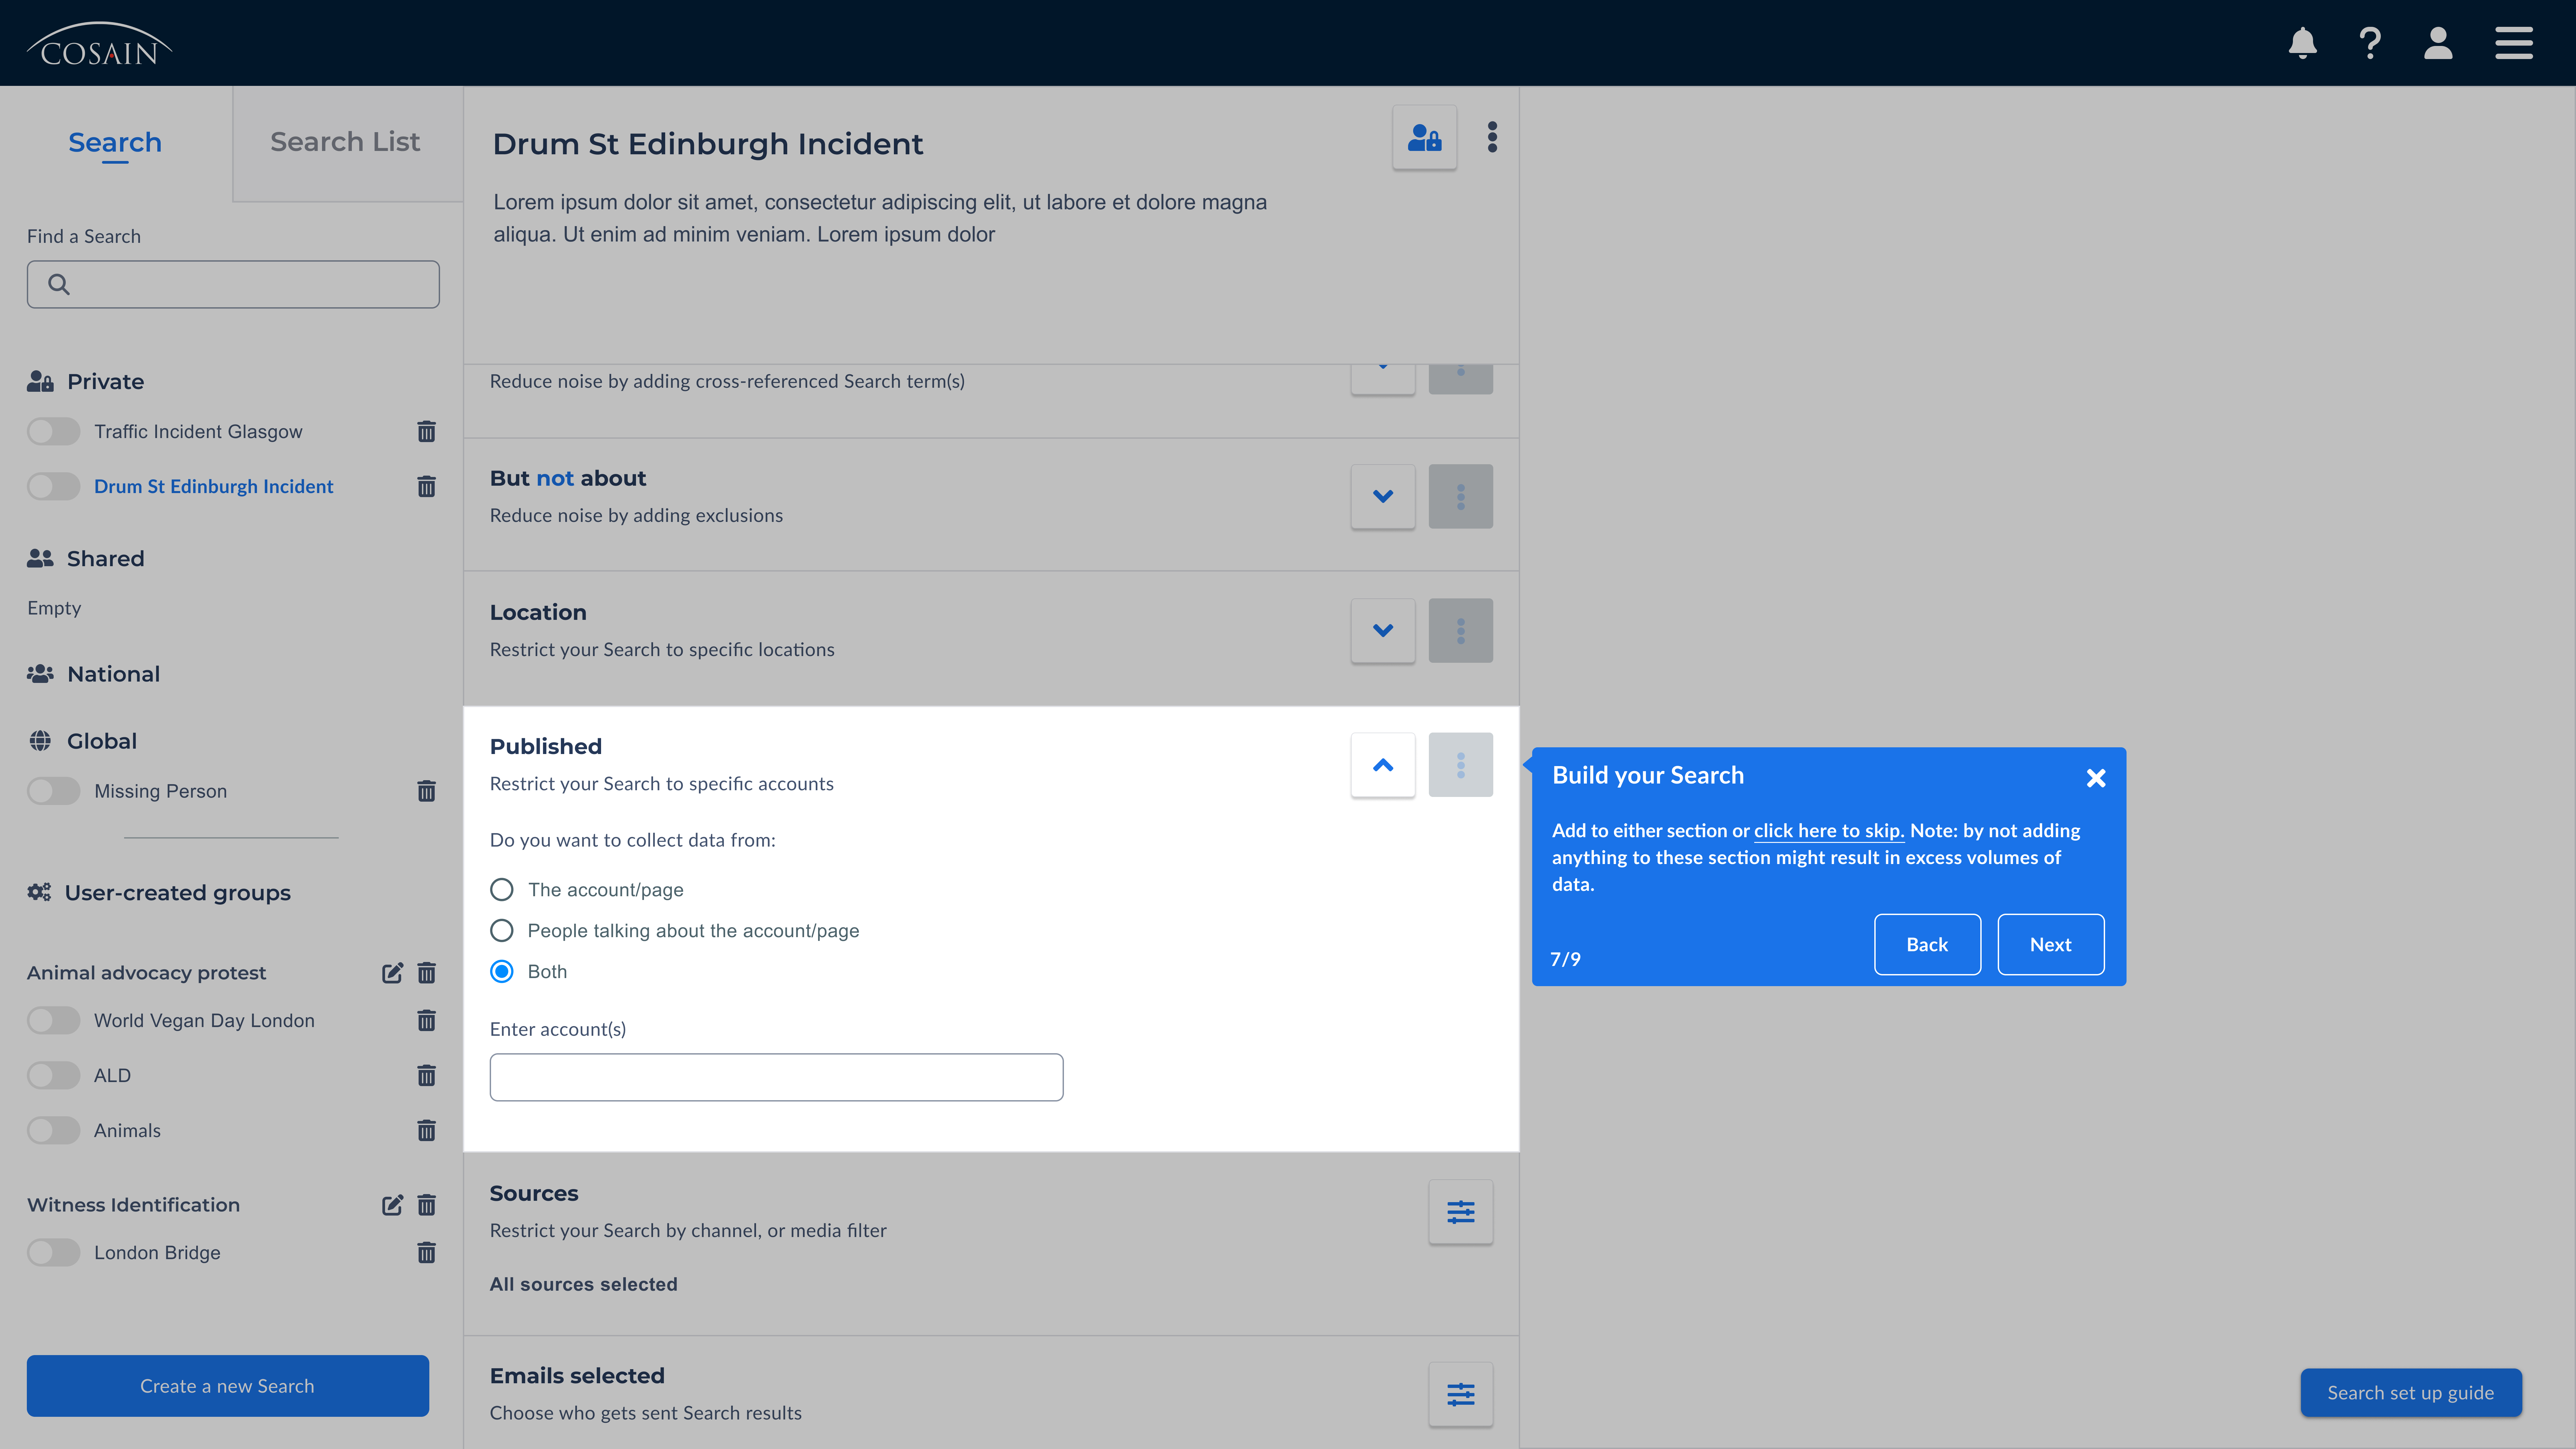 COSAIN
Search
Search List
Find a Search
Private
Traffic Incident Glasgow
Drum St Edinburgh Incident
Shared
Empty
National
Global
Missing Person
User-created groups
Animal advocacy protest
World Vegan Day London
ALD
Animals
Witness Identification
London Bridge
Create a new Search
Drum St Edinburgh Incident
Lorem ipsum dolor sit amet, consectetur adipiscing elit, ut labore et dolore magna
aliqua. Ut enim ad minim veniam. Lorem ipsum dolor
Reduce noise by adding cross-referenced Search term(s)
But not about
Reduce noise by adding exclusions
Location
Restrict your Search to specific locations
Published
Restrict your Search to specific accounts
Do you want to collect data from:
The account/page
People talking about the account/page
Both
Enter account(s)
Sources
Restrict your Search by channel, or media filter
All sources selected
Emails selected
Choose who gets sent Search results
Build your Search
Add to either section or click here to skip. Note: by not adding
anything to these section might result in excess volumes of
data.
7/9
Back
Next
Search set up guide